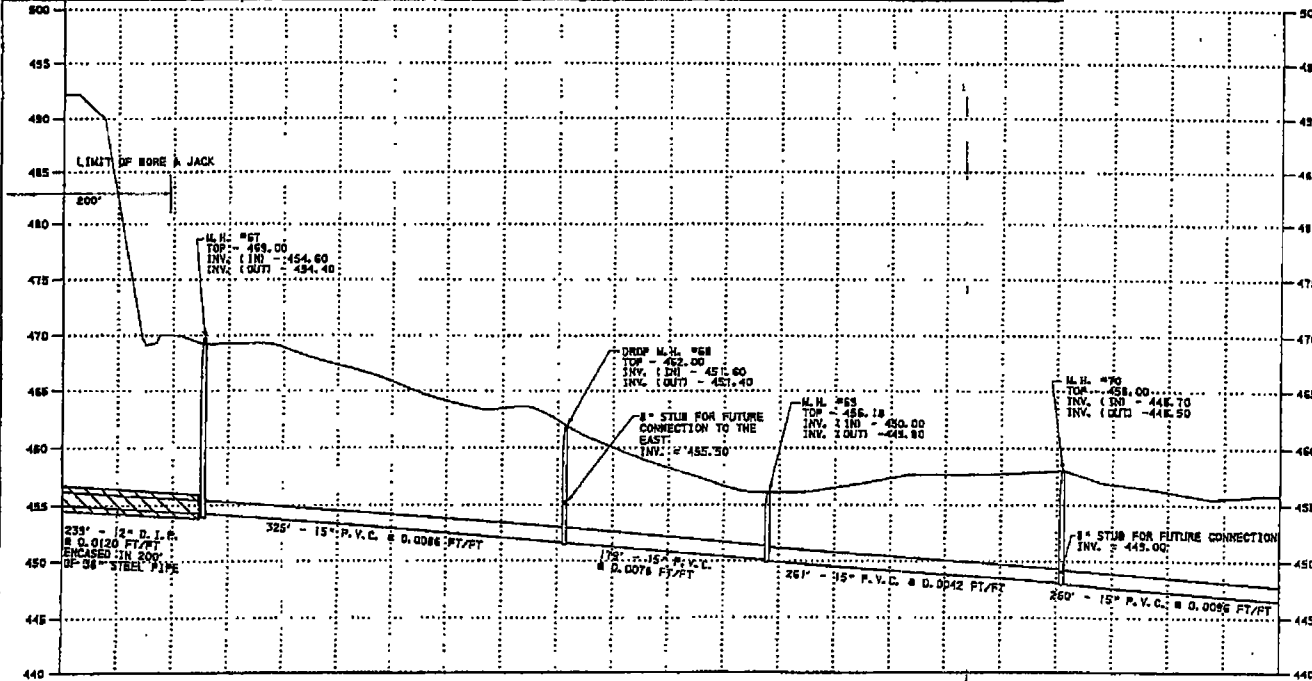 500
495
490
485
480
475
470
465
460
455
450
445
440
LIMIT OF BORE & JACK
200'
M.H. #67
TOP - 469.00
INV. (IN) - 454.60
INV. (OUT) - 454.40
DROP M.H. #68
TOP - 462.00
INV. (IN) - 451.60
INV. (OUT) - 451.40
8" STUB FOR FUTURE
CONNECTION TO THE
EAST
INV. = 455.50
M.H. #69
TOP - 456.18
INV. (IN) - 450.00
INV. (OUT) -449.80
M.H. #70
TOP - 458.00
INV. (IN) - 448.70
INV. (OUT) -448.50
8" STUB FOR FUTURE CONNECTION
INV. = 449.00
239' - 12" D.I.P.
@ 0.0120 FT/FT
ENCASED IN 200'
OF 36" STEEL PIPE
325' - 15" P.V.C. @ 0.0086 FT/FT
179' - 15" P.V.C.
@ 0.0078 FT/FT
261' - 15" P.V.C. @ 0.0042 FT/FT
260' - 15" P.V.C. @ 0.0096 FT/FT